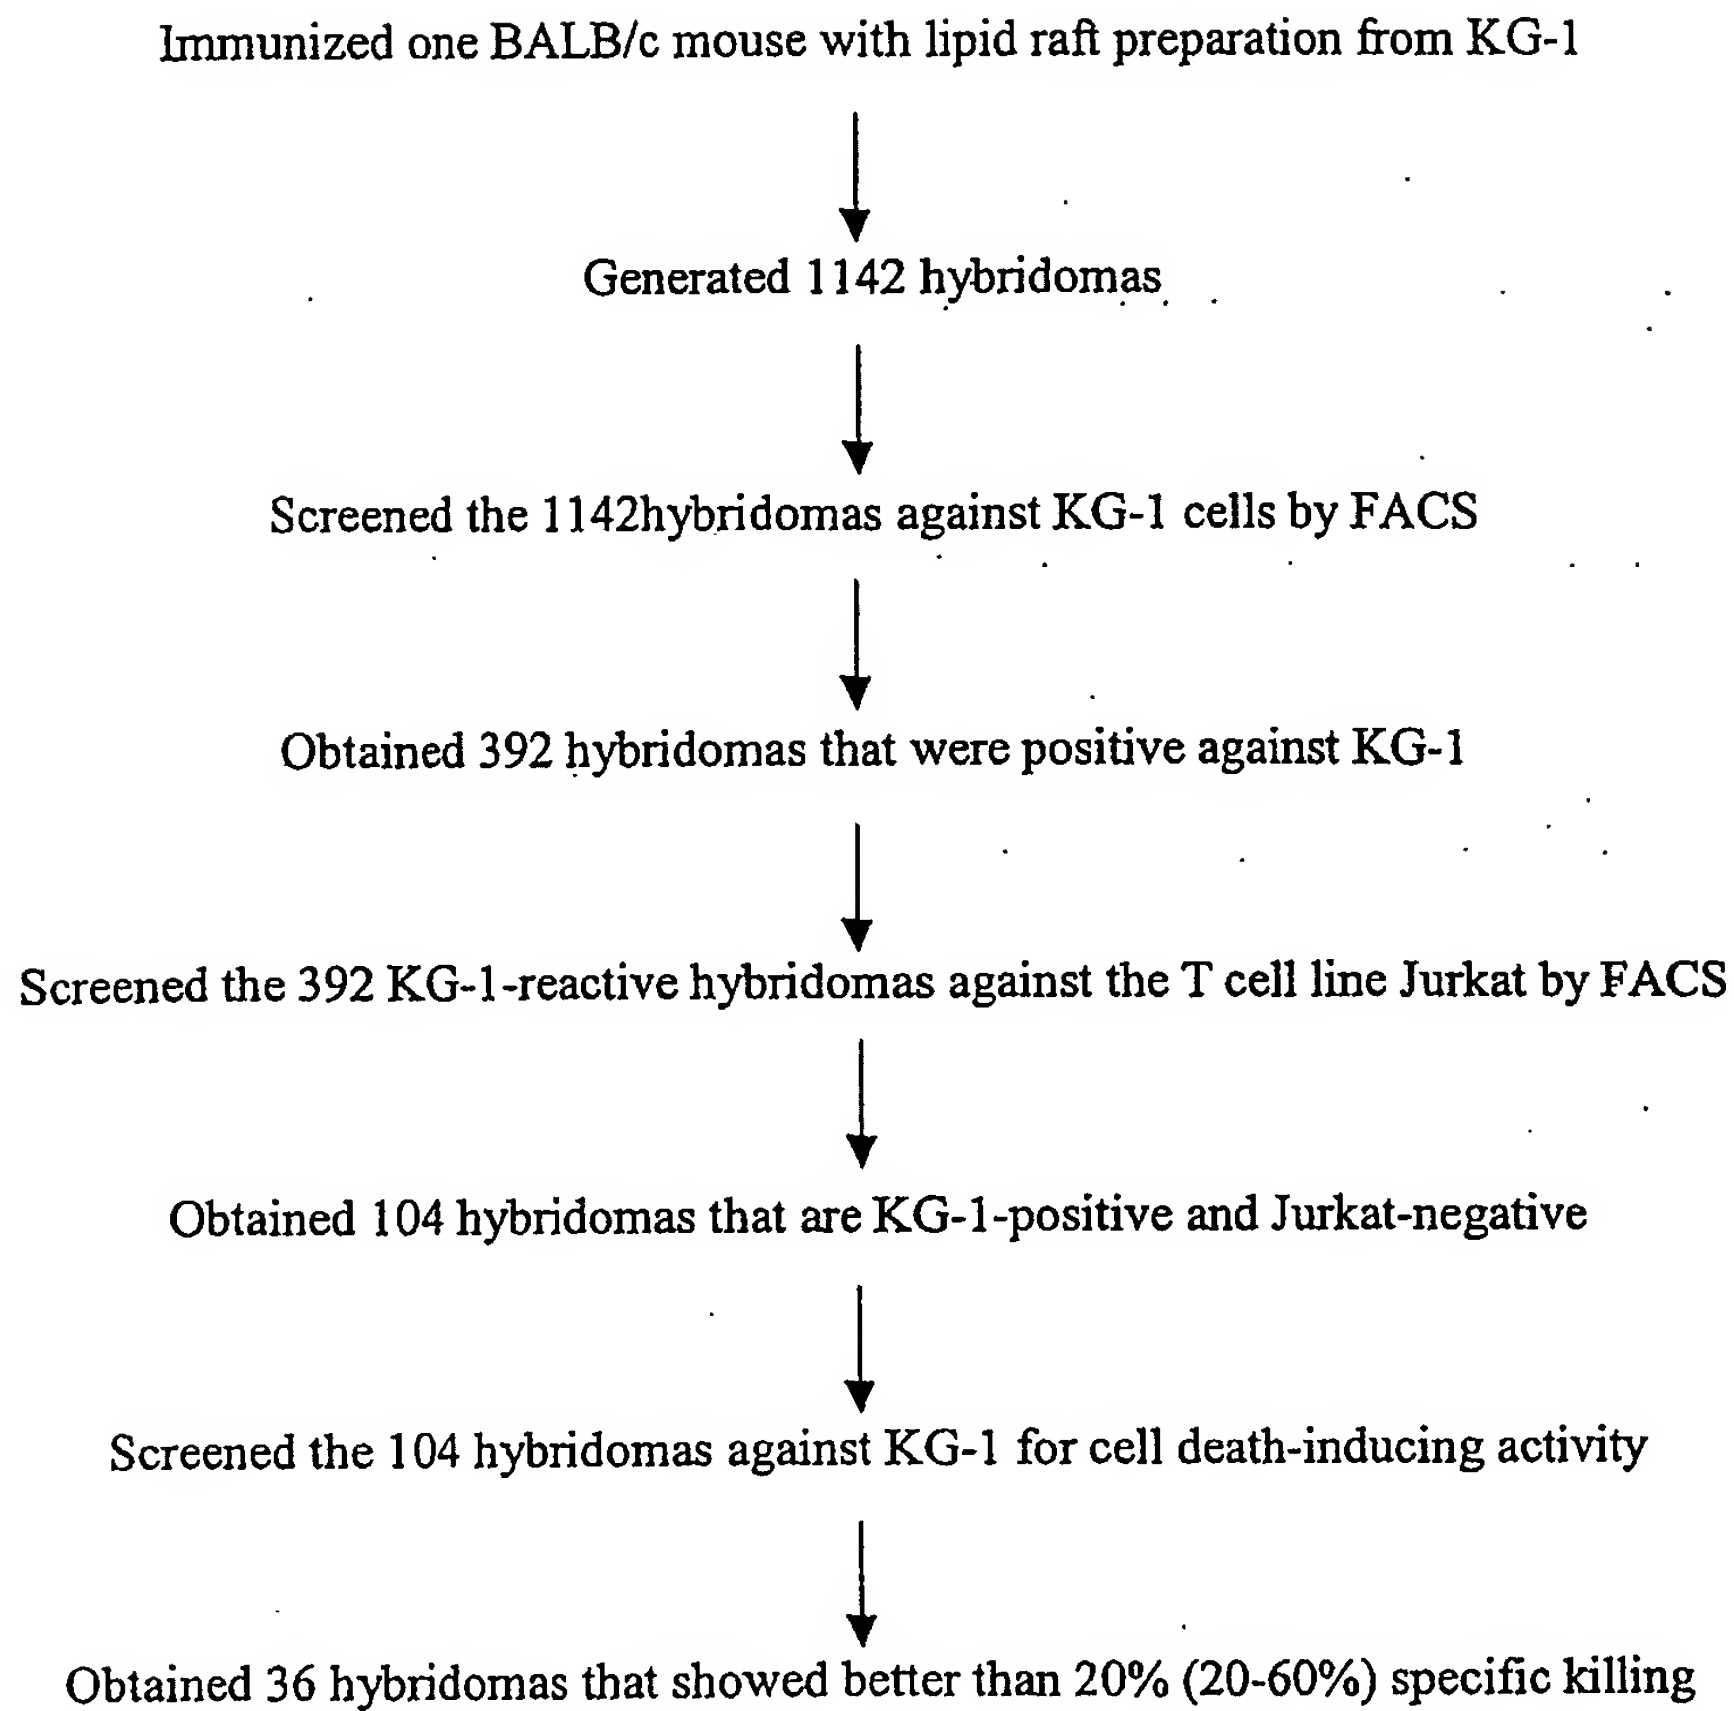 Immunized one BALB/c mouse with lipid raft preparation from KG-1
Generated 1142 hybridomas
Screened the 1142hybridomas against KG-1 cells by FACS
Obtained 392 hybridomas that were positive against KG-1
Screened the 392 KG-1-reactive hybridomas against the T cell line Jurkat by FACS
Obtained 104 hybridomas that are KG-1-positive and Jurkat-negative
Screened the 104 hybridomas against KG-1 for cell death-inducing activity
Obtained 36 hybridomas that showed better than 20% (20-60%) specific killing